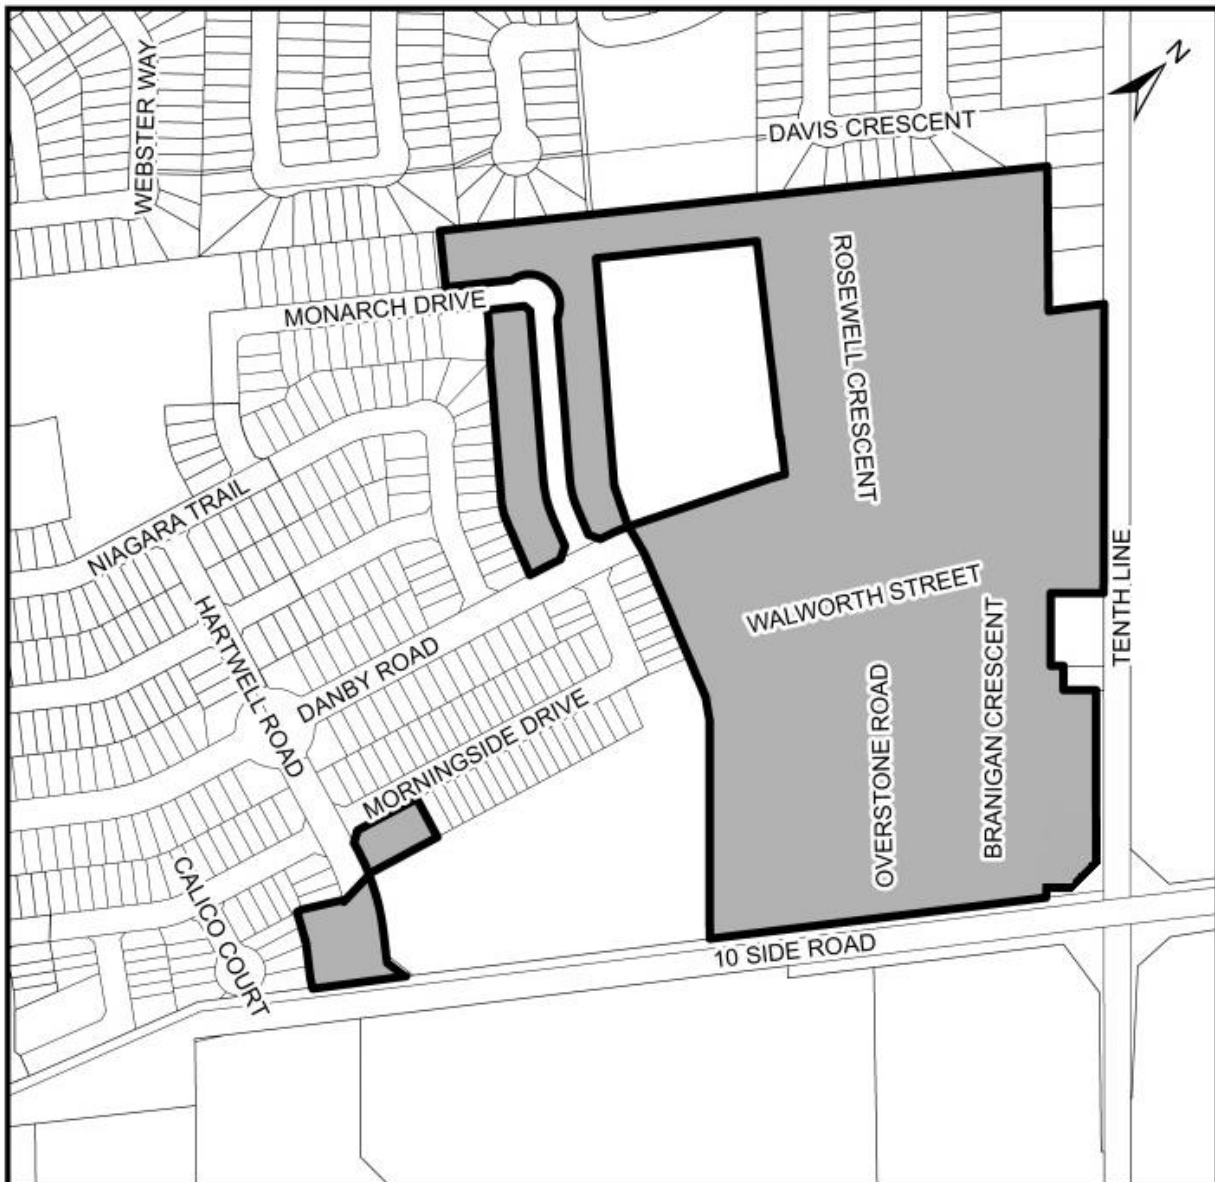 WEBSTER WAY
N
DAVIS CRESCENT
MONARCH DRIVE
ROSEWELL CRESCENT
NIAGARA TRAIL
HARTWELL ROAD
DANBY ROAD
WALWORTH STREET
TENTH LINE
MORNINGSIDE DRIVE
OVERSTONE ROAD
BRANIGAN CRESCENT
CALICO COURT
10 SIDE ROAD